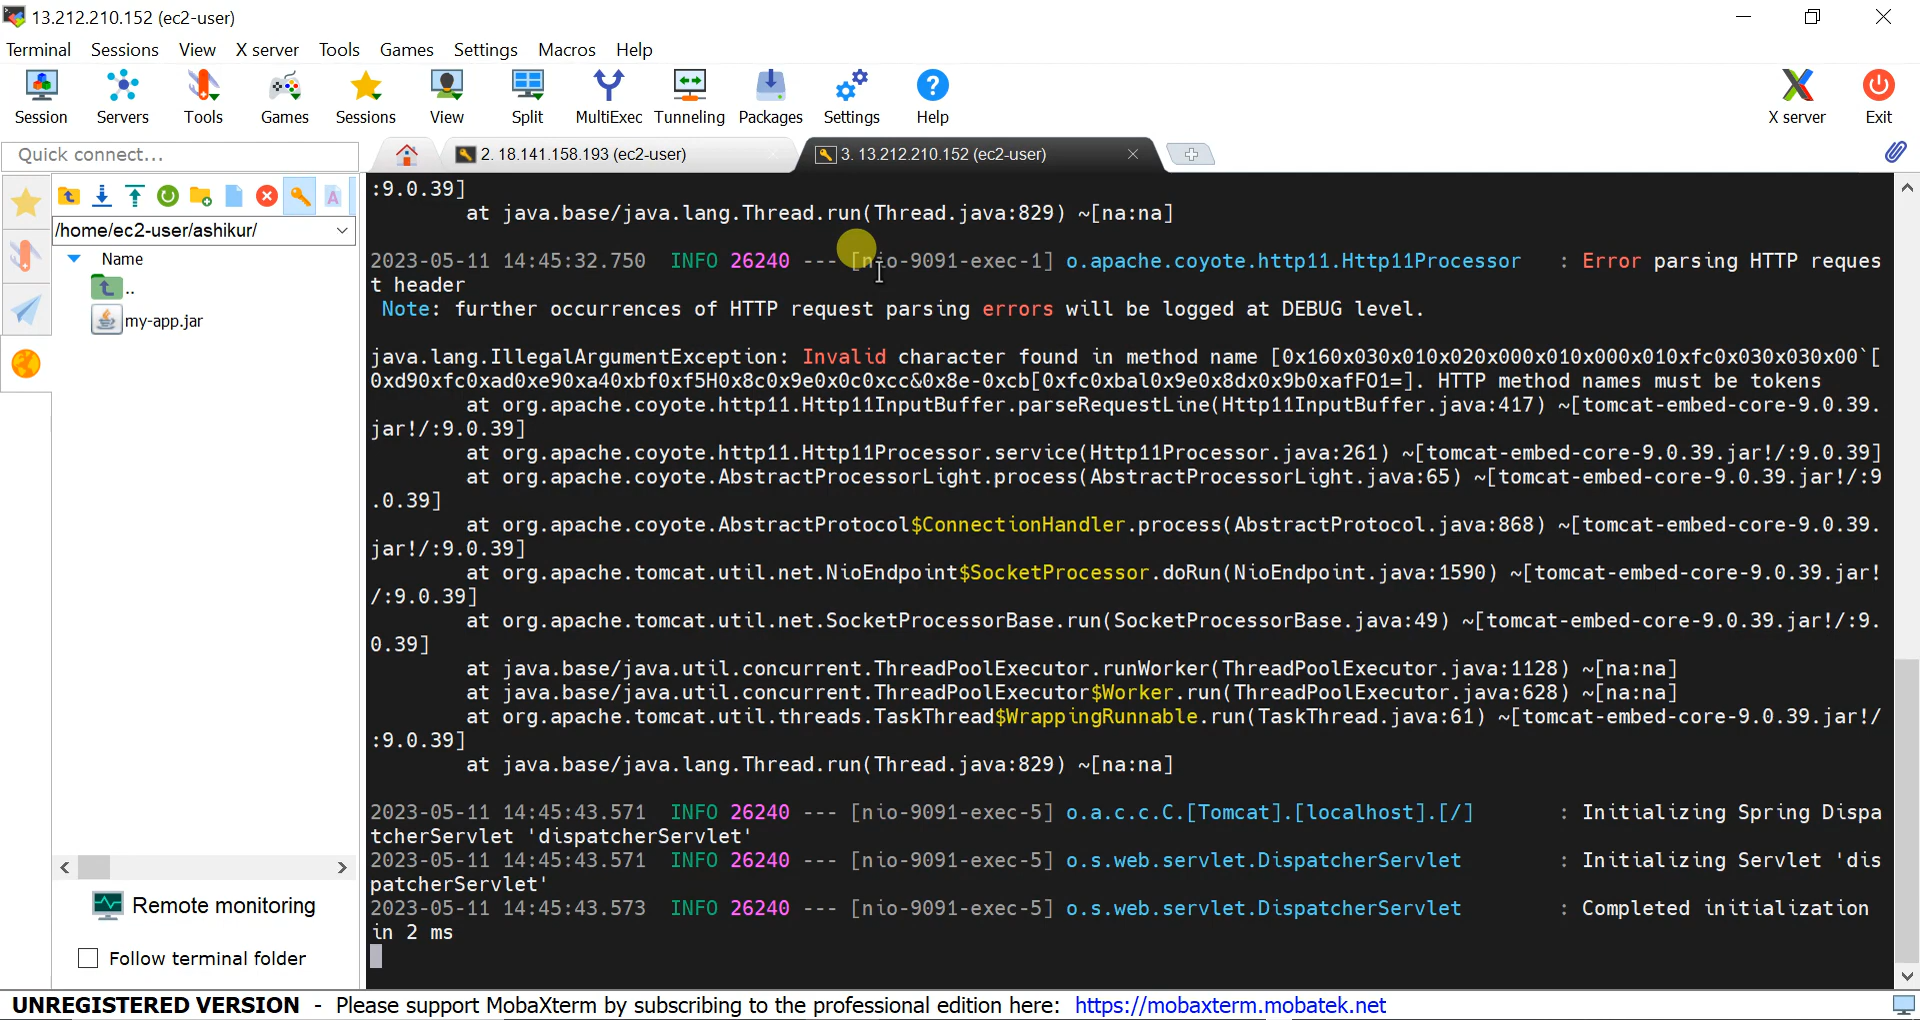 13.212.210.152 (ec2-user)
Terminal Sessions View X server Tools Games Settings Macros Help
Session Servers Tools Games Sessions View Split MultiExec Tunneling Packages Settings Help X server Exit
Quick connect...
2. 18.141.158.193 (ec2-user)
3. 13.212.210.152 (ec2-user)
/home/ec2-user/ashikur/
Name
..
my-app.jar
Remote monitoring
Follow terminal folder
:9.0.39]
at java.base/java.lang.Thread.run(Thread.java:829) ~[na:na]
2023-05-11 14:45:32.750 INFO 26240 --- [nio-9091-exec-1] o.apache.coyote.http11.Http11Processor : Error parsing HTTP reques
t header
Note: further occurrences of HTTP request parsing errors will be logged at DEBUG level.
java.lang.IllegalArgumentException: Invalid character found in method name [0x160x030x010x020x000x010x000x010xfc0x030x030x00`[
0xd90xfc0xad0xe90xa40xbf0xf5H0x8c0x9e0x0c0xcc&0x8e-0xcb[0xfc0xbal0x9e0x8dx0x9b0xafFO1=]. HTTP method names must be tokens
at org.apache.coyote.http11.Http11InputBuffer.parseRequestLine(Http11InputBuffer.java:417) ~[tomcat-embed-core-9.0.39.
jar!/:9.0.39]
at org.apache.coyote.http11.Http11Processor.service(Http11Processor.java:261) ~[tomcat-embed-core-9.0.39.jar!/:9.0.39]
at org.apache.coyote.AbstractProcessorLight.process(AbstractProcessorLight.java:65) ~[tomcat-embed-core-9.0.39.jar!/:9
.0.39]
at org.apache.coyote.AbstractProtocol$ConnectionHandler.process(AbstractProtocol.java:868) ~[tomcat-embed-core-9.0.39.
jar!/:9.0.39]
at org.apache.tomcat.util.net.NioEndpoint$SocketProcessor.doRun(NioEndpoint.java:1590) ~[tomcat-embed-core-9.0.39.jar!
/:9.0.39]
at org.apache.tomcat.util.net.SocketProcessorBase.run(SocketProcessorBase.java:49) ~[tomcat-embed-core-9.0.39.jar!/:9.
0.39]
at java.base/java.util.concurrent.ThreadPoolExecutor.runWorker(ThreadPoolExecutor.java:1128) ~[na:na]
at java.base/java.util.concurrent.ThreadPoolExecutor$Worker.run(ThreadPoolExecutor.java:628) ~[na:na]
at org.apache.tomcat.util.threads.TaskThread$WrappingRunnable.run(TaskThread.java:61) ~[tomcat-embed-core-9.0.39.jar!/
:9.0.39]
at java.base/java.lang.Thread.run(Thread.java:829) ~[na:na]
2023-05-11 14:45:43.571 INFO 26240 --- [nio-9091-exec-5] o.a.c.c.C.[Tomcat].[localhost].[/] : Initializing Spring Dispa
tcherServlet 'dispatcherServlet'
2023-05-11 14:45:43.571 INFO 26240 --- [nio-9091-exec-5] o.s.web.servlet.DispatcherServlet : Initializing Servlet 'dis
patcherServlet'
2023-05-11 14:45:43.573 INFO 26240 --- [nio-9091-exec-5] o.s.web.servlet.DispatcherServlet : Completed initialization
in 2 ms
UNREGISTERED VERSION - Please support MobaXterm by subscribing to the professional edition here: https://mobaxterm.mobatek.net